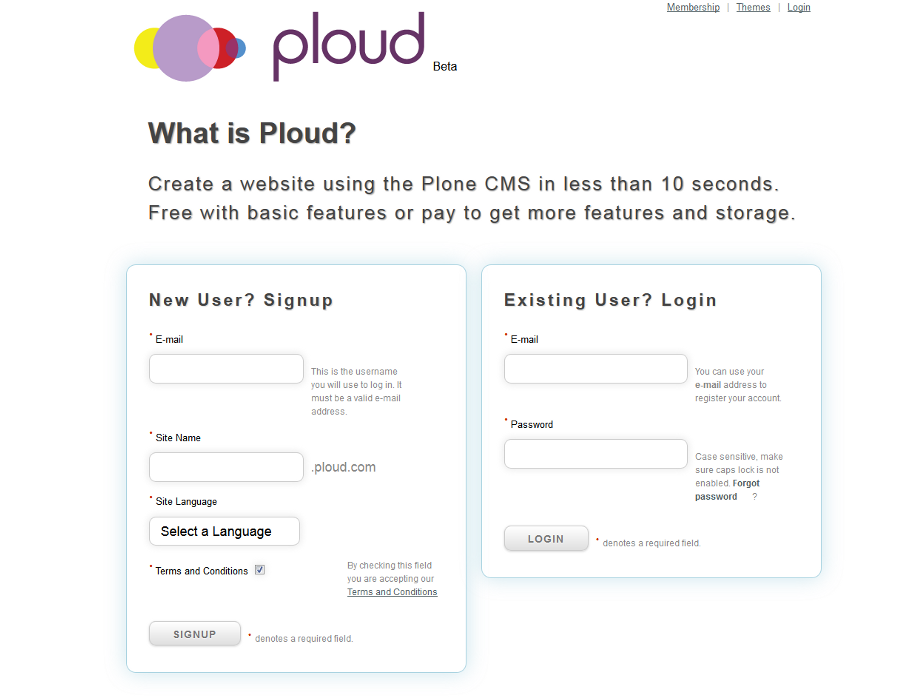 Membership | Themes | Login
ploud Beta
What is Ploud?
Create a website using the Plone CMS in less than 10 seconds.
Free with basic features or pay to get more features and storage.
New User? Signup
* E-mail
This is the username
you will use to log in. It
must be a valid e-mail
address.
* Site Name
.ploud.com
* Site Language
Select a Language
* Terms and Conditions
By checking this field
you are accepting our
Terms and Conditions
SIGNUP
* denotes a required field.
Existing User? Login
* E-mail
You can use your
e-mail address to
register your account.
* Password
Case sensitive, make
sure caps lock is not
enabled. Forgot
password ?
LOGIN
* denotes a required field.